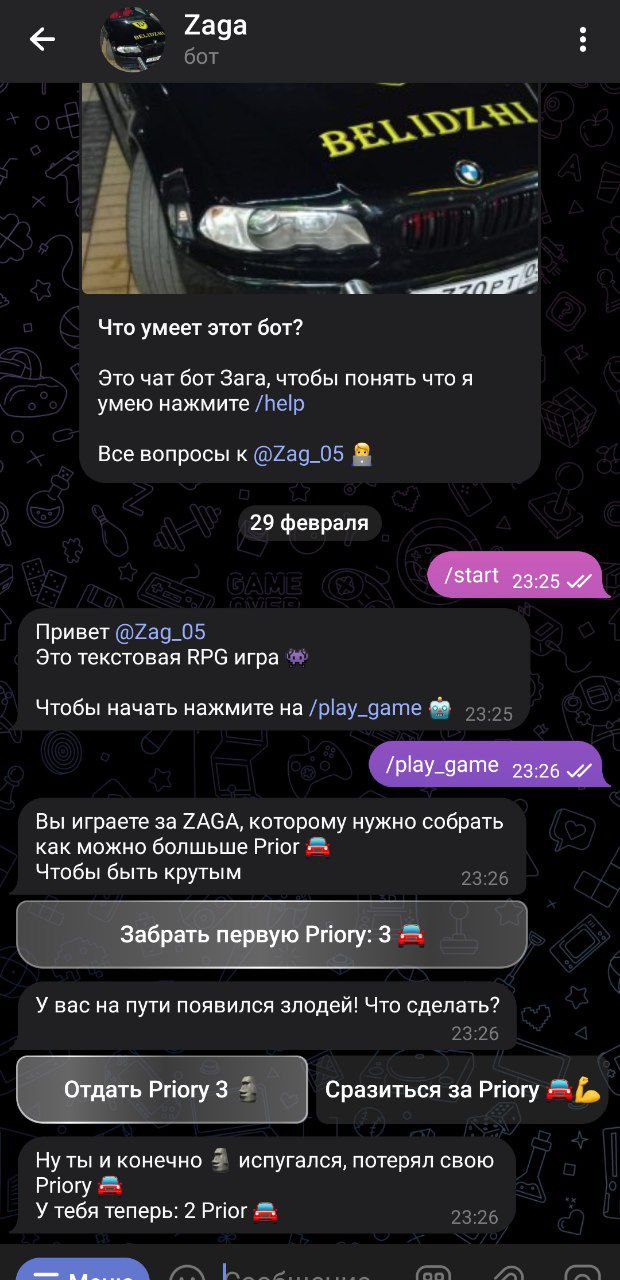 Zaga
бот
BELIDZHI
BELIDZHI
Что умеет этот бот?
Это чат бот Зага, чтобы понять что я
умею нажмите /help
Все вопросы к @Zag_05 👨‍💻
29 февраля
GAME
OVER
/start 23:25
Привет @Zag_05
Это текстовая RPG игра 👾
Чтобы начать нажмите на /play_game 🤖 23:25
/play_game 23:26
Вы играете за ZAGA, которому нужно собрать
как можно болшьше Prior 🚘
Чтобы быть крутым 23:26
Забрать первую Priory: 3 🚘
У вас на пути появился злодей! Что сделать?
23:26
Отдать Priory 3 🗿
Сразиться за Priory 🚘💪
Ну ты и конечно 🗿 испугался, потерял свою
Priory 🚘
У тебя теперь: 2 Prior 🚘 23:26
Меню
Сообщение